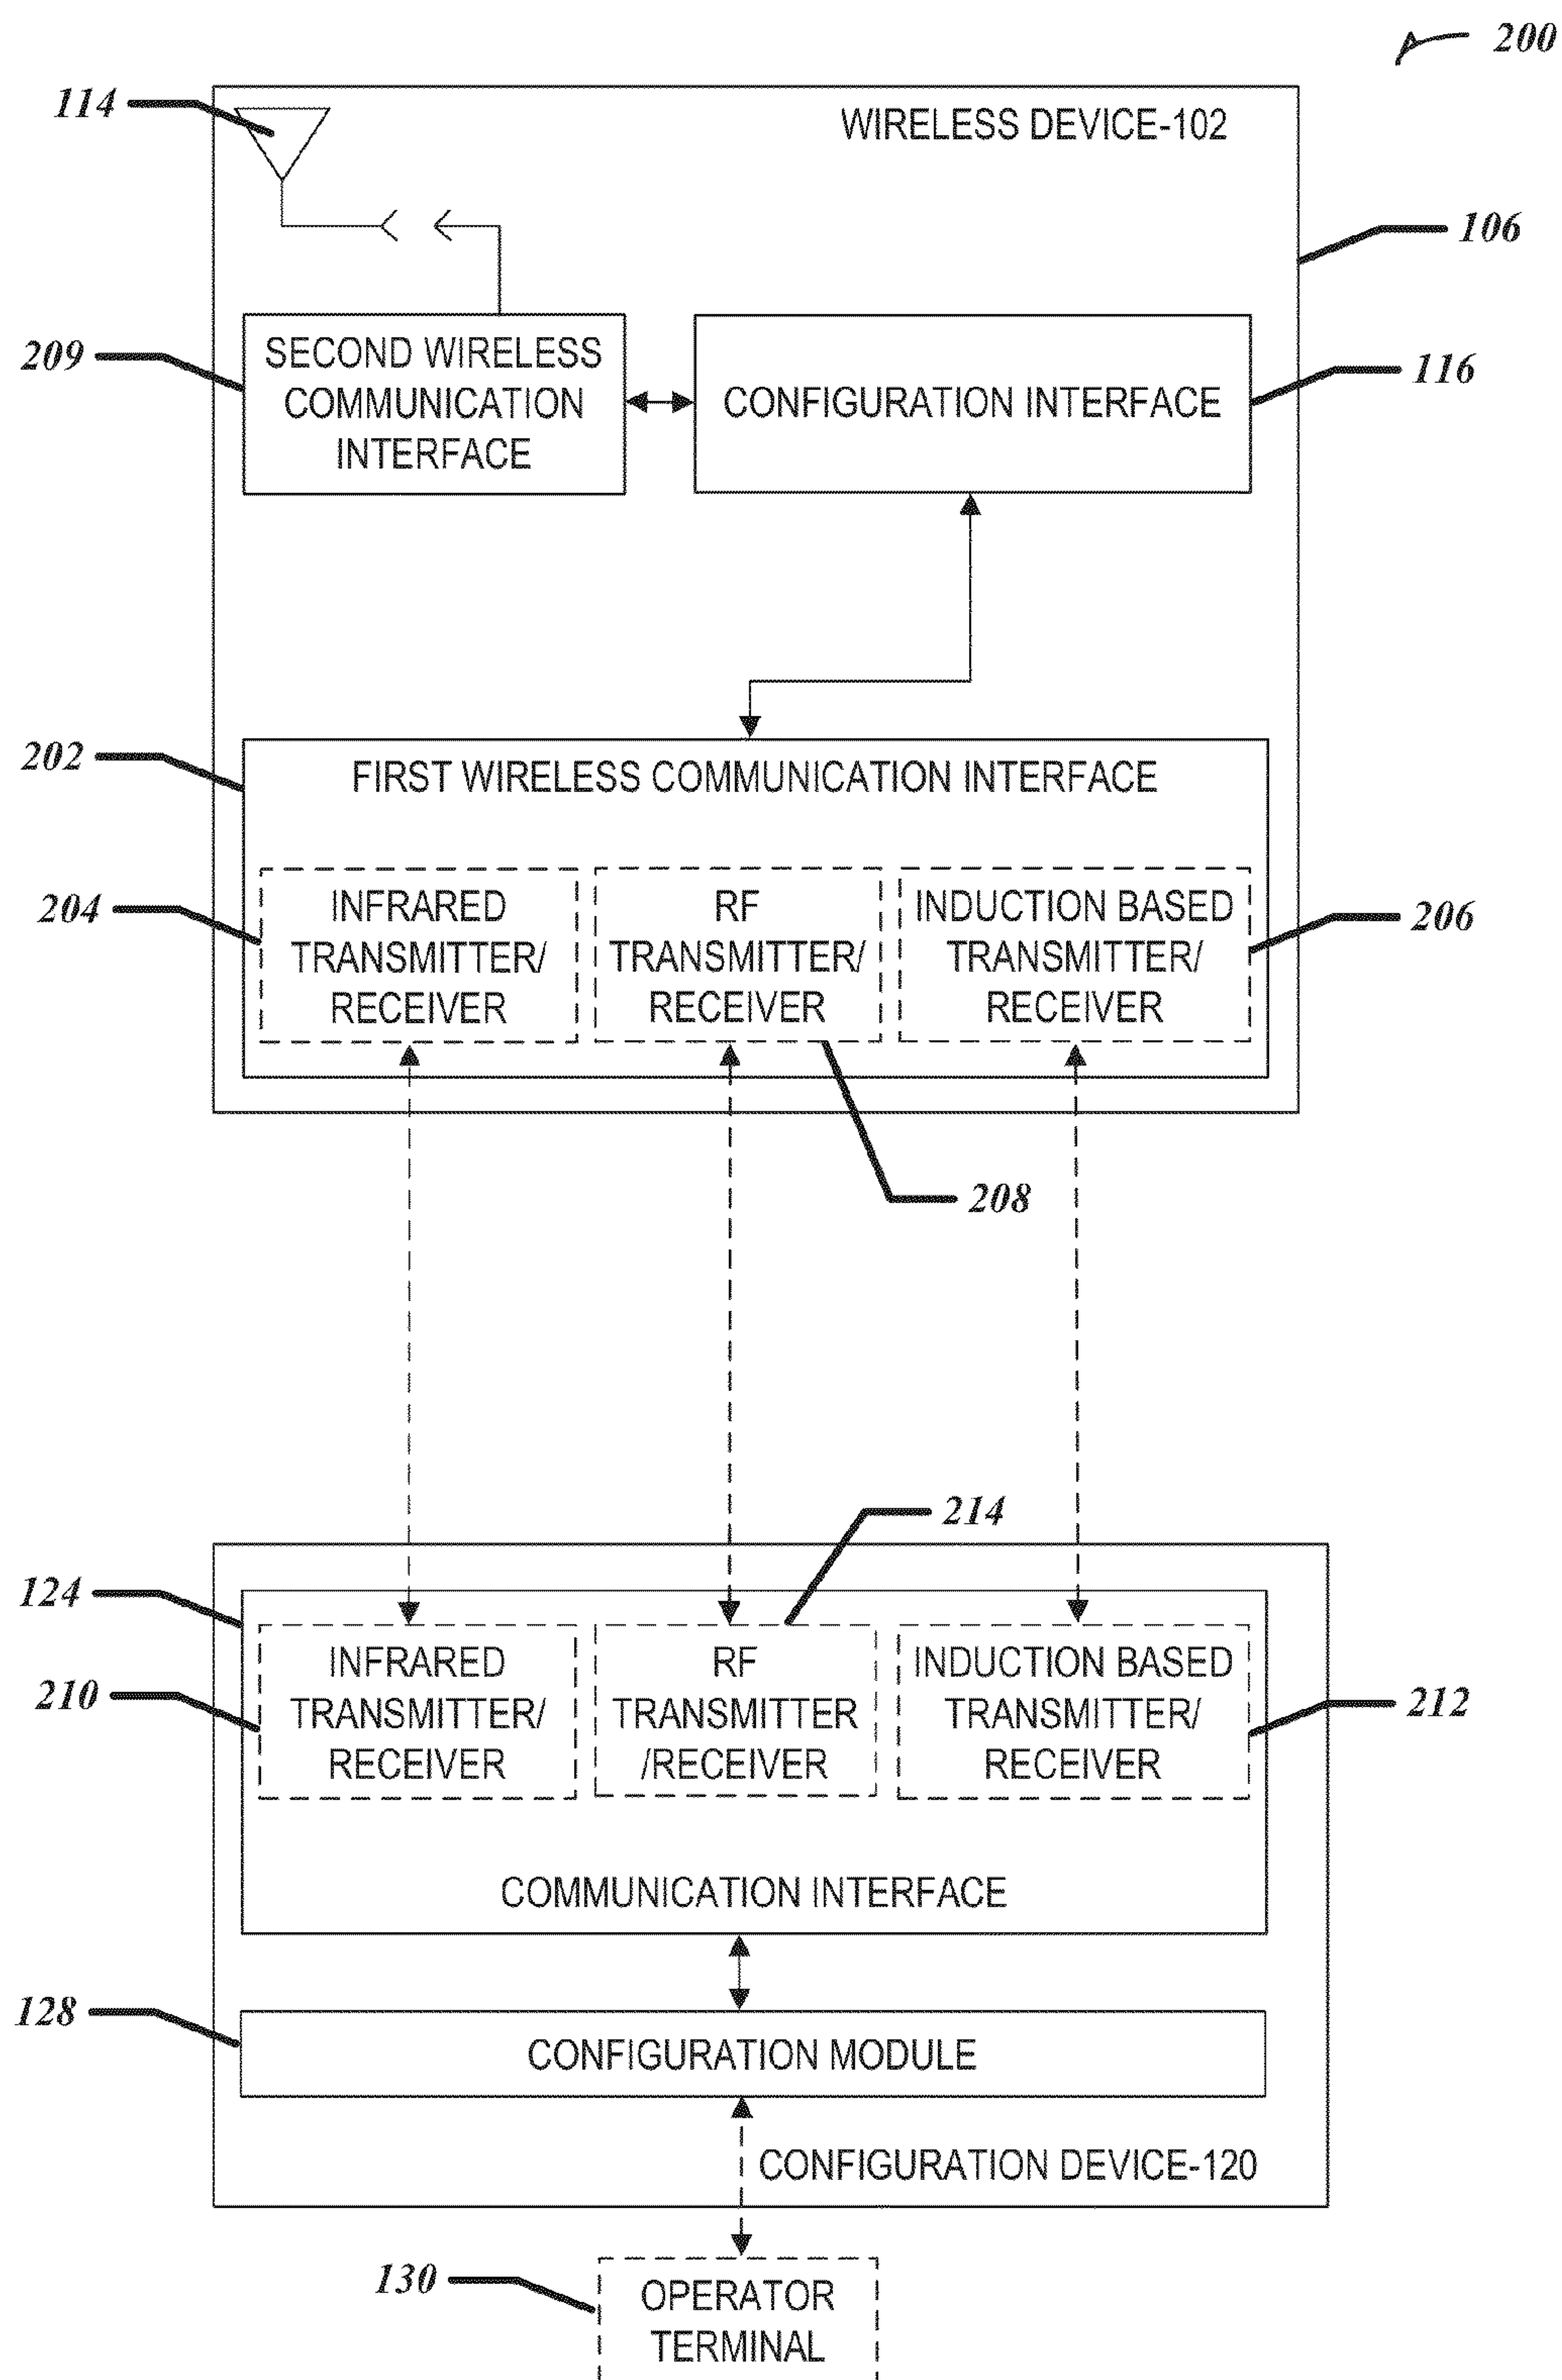 200
114
WIRELESS DEVICE-102
106
209
SECOND WIRELESS
COMMUNICATION
INTERFACE
CONFIGURATION INTERFACE
116
202
FIRST WIRELESS COMMUNICATION INTERFACE
204
INFRARED
TRANSMITTER/
RECEIVER
RF
TRANSMITTER/
RECEIVER
INDUCTION BASED
TRANSMITTER/
RECEIVER
206
208
214
124
210
INFRARED
TRANSMITTER/
RECEIVER
RF
TRANSMITTER
/RECEIVER
INDUCTION BASED
TRANSMITTER/
RECEIVER
212
COMMUNICATION INTERFACE
128
CONFIGURATION MODULE
CONFIGURATION DEVICE-120
130
OPERATOR
TERMINAL